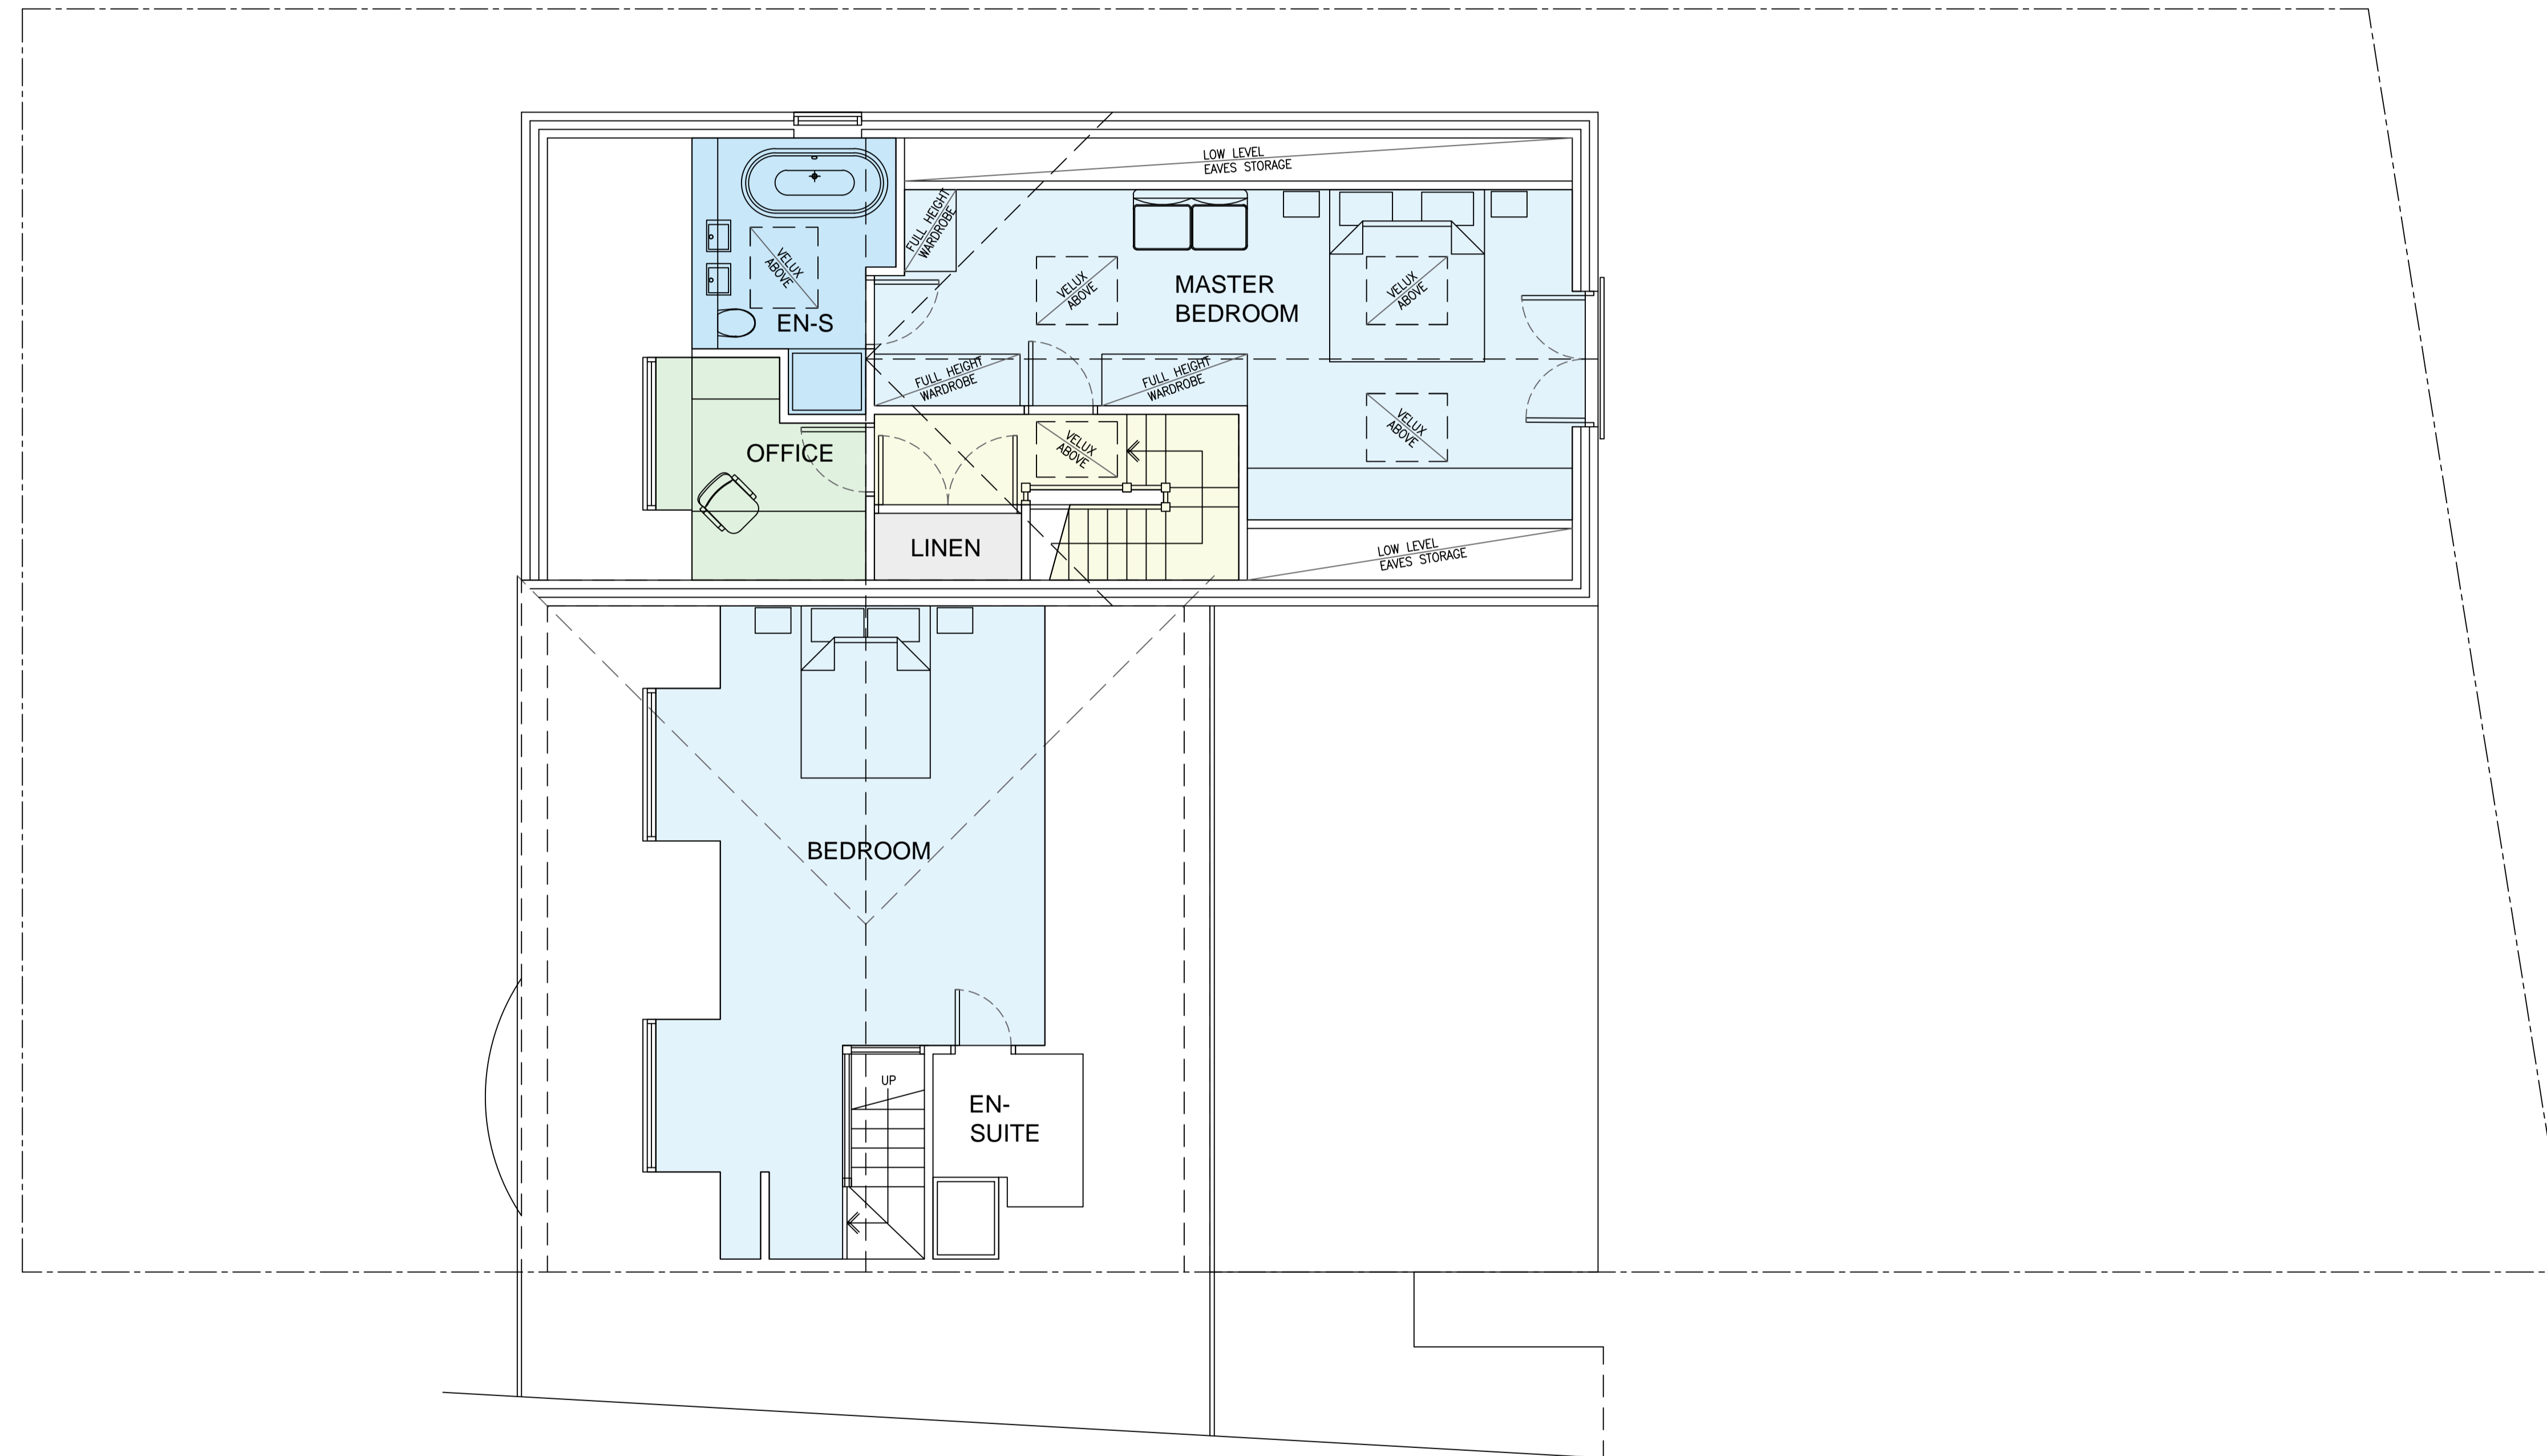 LOW LEVEL
EAVES STORAGE
FULL HEIGHT
WARDROBE
VELUX
ABOVE
VELUX
ABOVE
MASTER
BEDROOM
VELUX
ABOVE
EN-S
FULL HEIGHT
WARDROBE
FULL HEIGHT
WARDROBE
VELUX
ABOVE
VELUX
ABOVE
OFFICE
LINEN
LOW LEVEL
EAVES STORAGE
BEDROOM
UP
EN-
SUITE